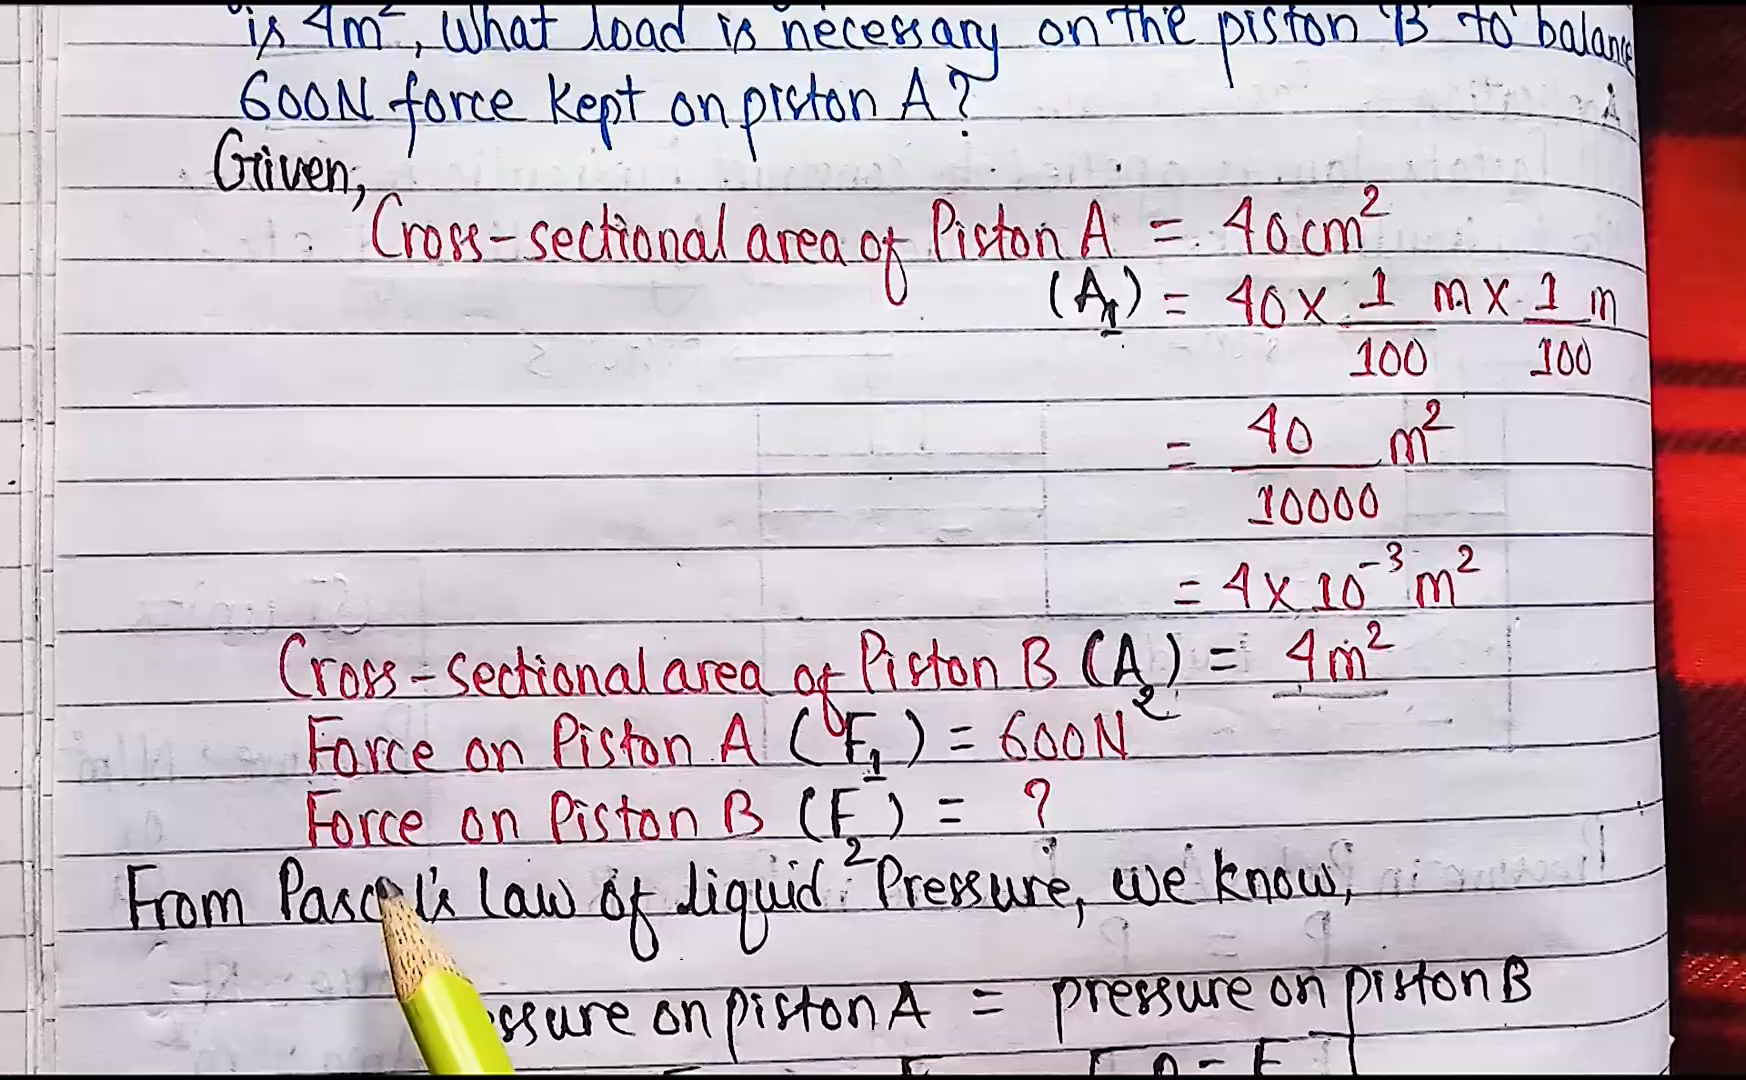 is 4m², What load is necessary on the piston 'B' to balance
600N force kept on piston A?
Given,
Cross-sectional area of Piston A = 40cm²
(A₁) = 40 × 1/100 m × 1/100 m
= 40/10000 m²
= 4 × 10⁻³ m²
Cross-sectional area of Piston B (A₂) = 4m²
Force on Piston A (F₁) = 600N
Force on Piston B (F₂) = ?
From Pascal's Law of liquid Pressure, we know,
ssure on piston A = pressure on piston B